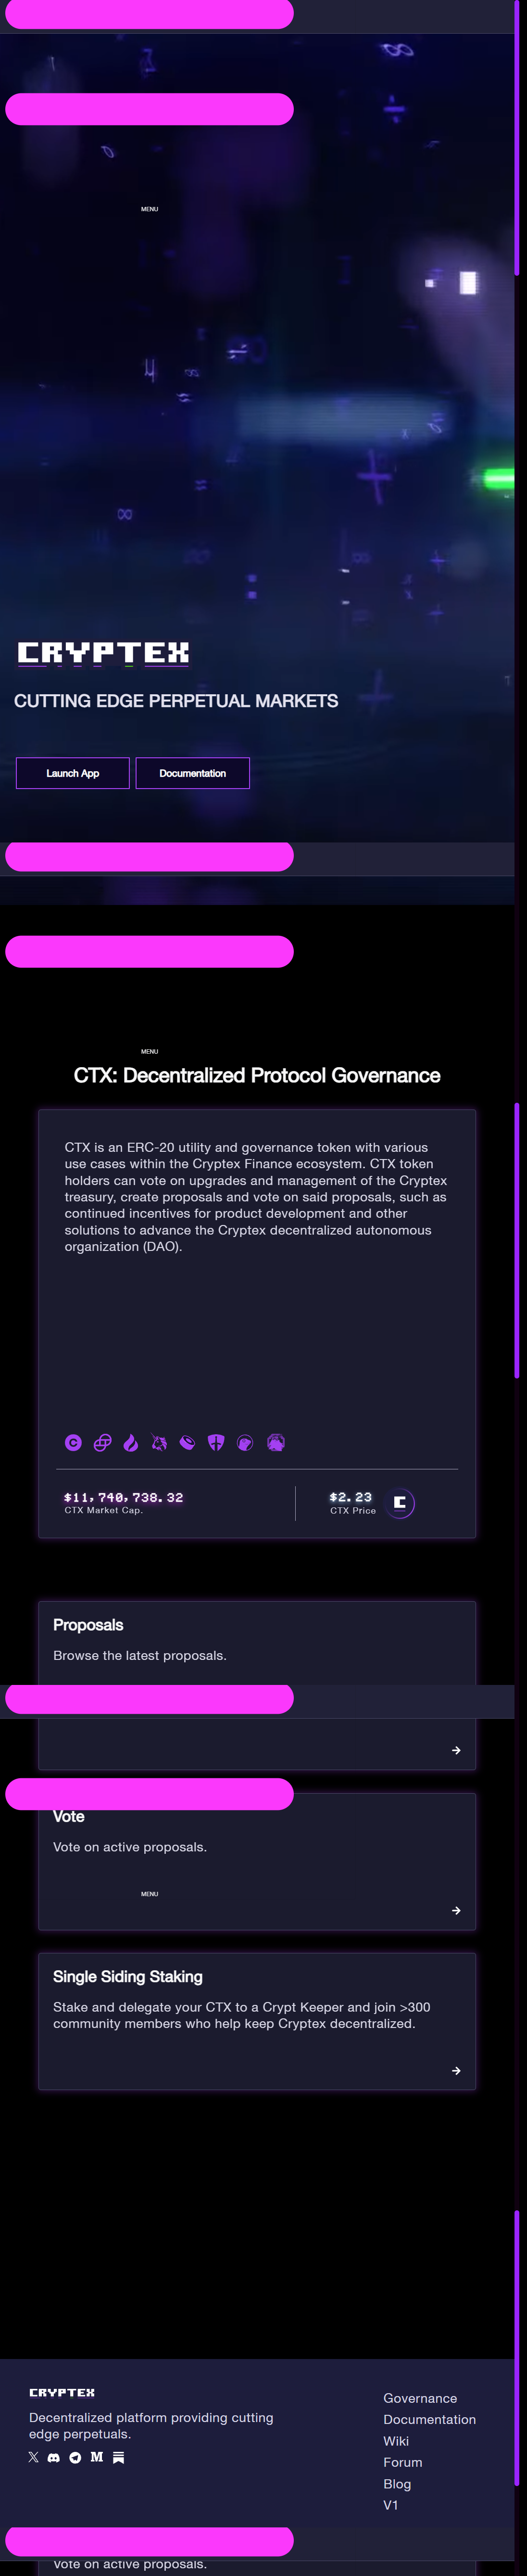 MENU
CRYPTEX
CUTTING EDGE PERPETUAL MARKETS
Launch App
Documentation
MENU
CTX: Decentralized Protocol Governance
CTX is an ERC-20 utility and governance token with various
use cases within the Cryptex Finance ecosystem. CTX token
holders can vote on upgrades and management of the Cryptex
treasury, create proposals and vote on said proposals, such as
continued incentives for product development and other
solutions to advance the Cryptex decentralized autonomous
organization (DAO).
$11,740,738.32
CTX Market Cap.
$2.23
CTX Price
Proposals
Browse the latest proposals.
Vote
Vote on active proposals.
MENU
Single Siding Staking
Stake and delegate your CTX to a Crypt Keeper and join >300
community members who help keep Cryptex decentralized.
CRYPTEX
Decentralized platform providing cutting
edge perpetuals.
Governance
Documentation
Wiki
Forum
Blog
V1
Vote on active proposals.